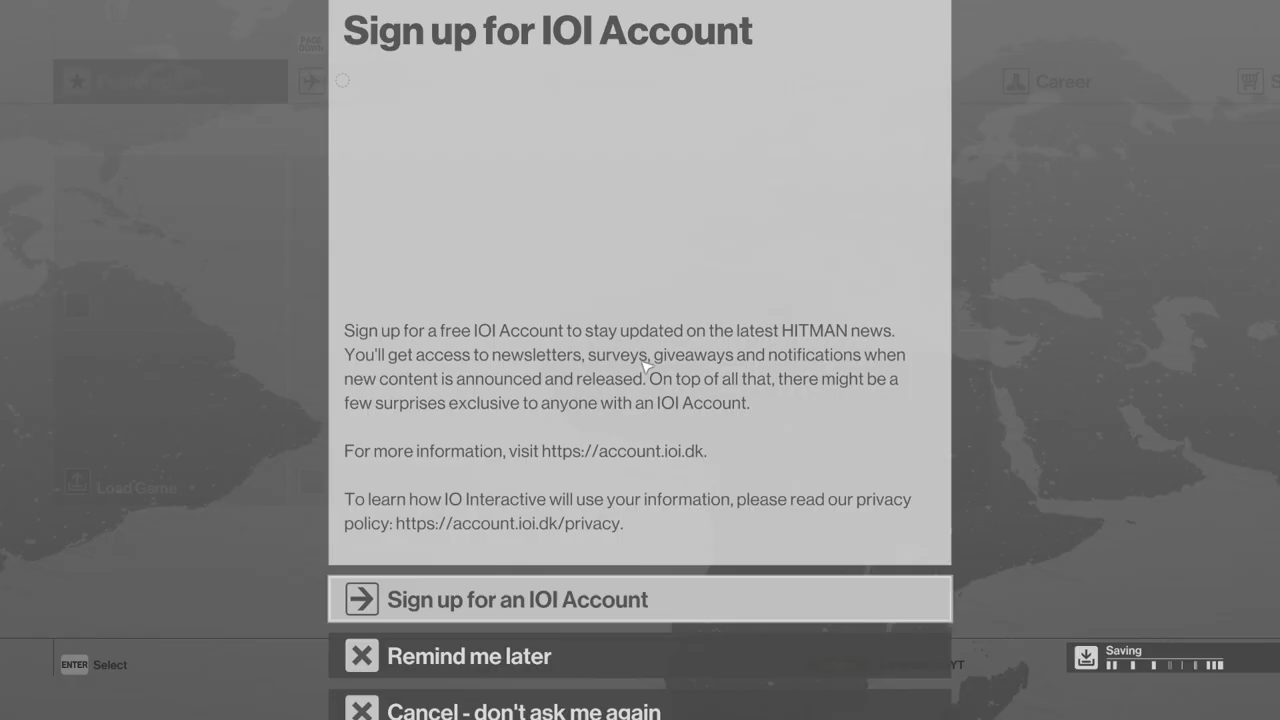 Sign up for IOI Account
PAGE DOWN
Career
S
Sign up for a free IOI Account to stay updated on the latest HITMAN news.
You'll get access to newsletters, surveys, giveaways and notifications when
new content is announced and released. On top of all that, there might be a
few surprises exclusive to anyone with an IOI Account.
For more information, visit https://account.ioi.dk.
Load Game
To learn how IO Interactive will use your information, please read our privacy
policy: https://account.ioi.dk/privacy.
Sign up for an IOI Account
Remind me later
ENTER Select
YT
Saving
Cancel - don't ask me again